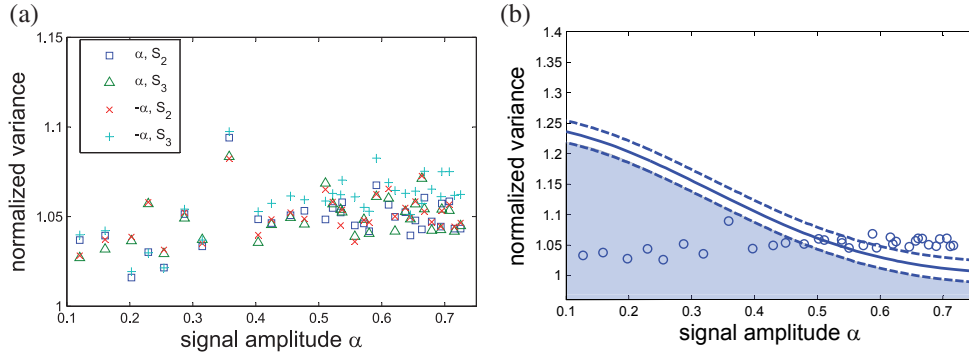 (a)
normalized variance
1.15
1.1
1.05
1
α, S2
α, S3
-α, S2
-α, S3
0.1 0.2 0.3 0.4 0.5 0.6 0.7
signal amplitude α
(b)
normalized variance
1.4
1.35
1.3
1.25
1.2
1.15
1.1
1.05
1
0.1 0.2 0.3 0.4 0.5 0.6 0.7
signal amplitude α